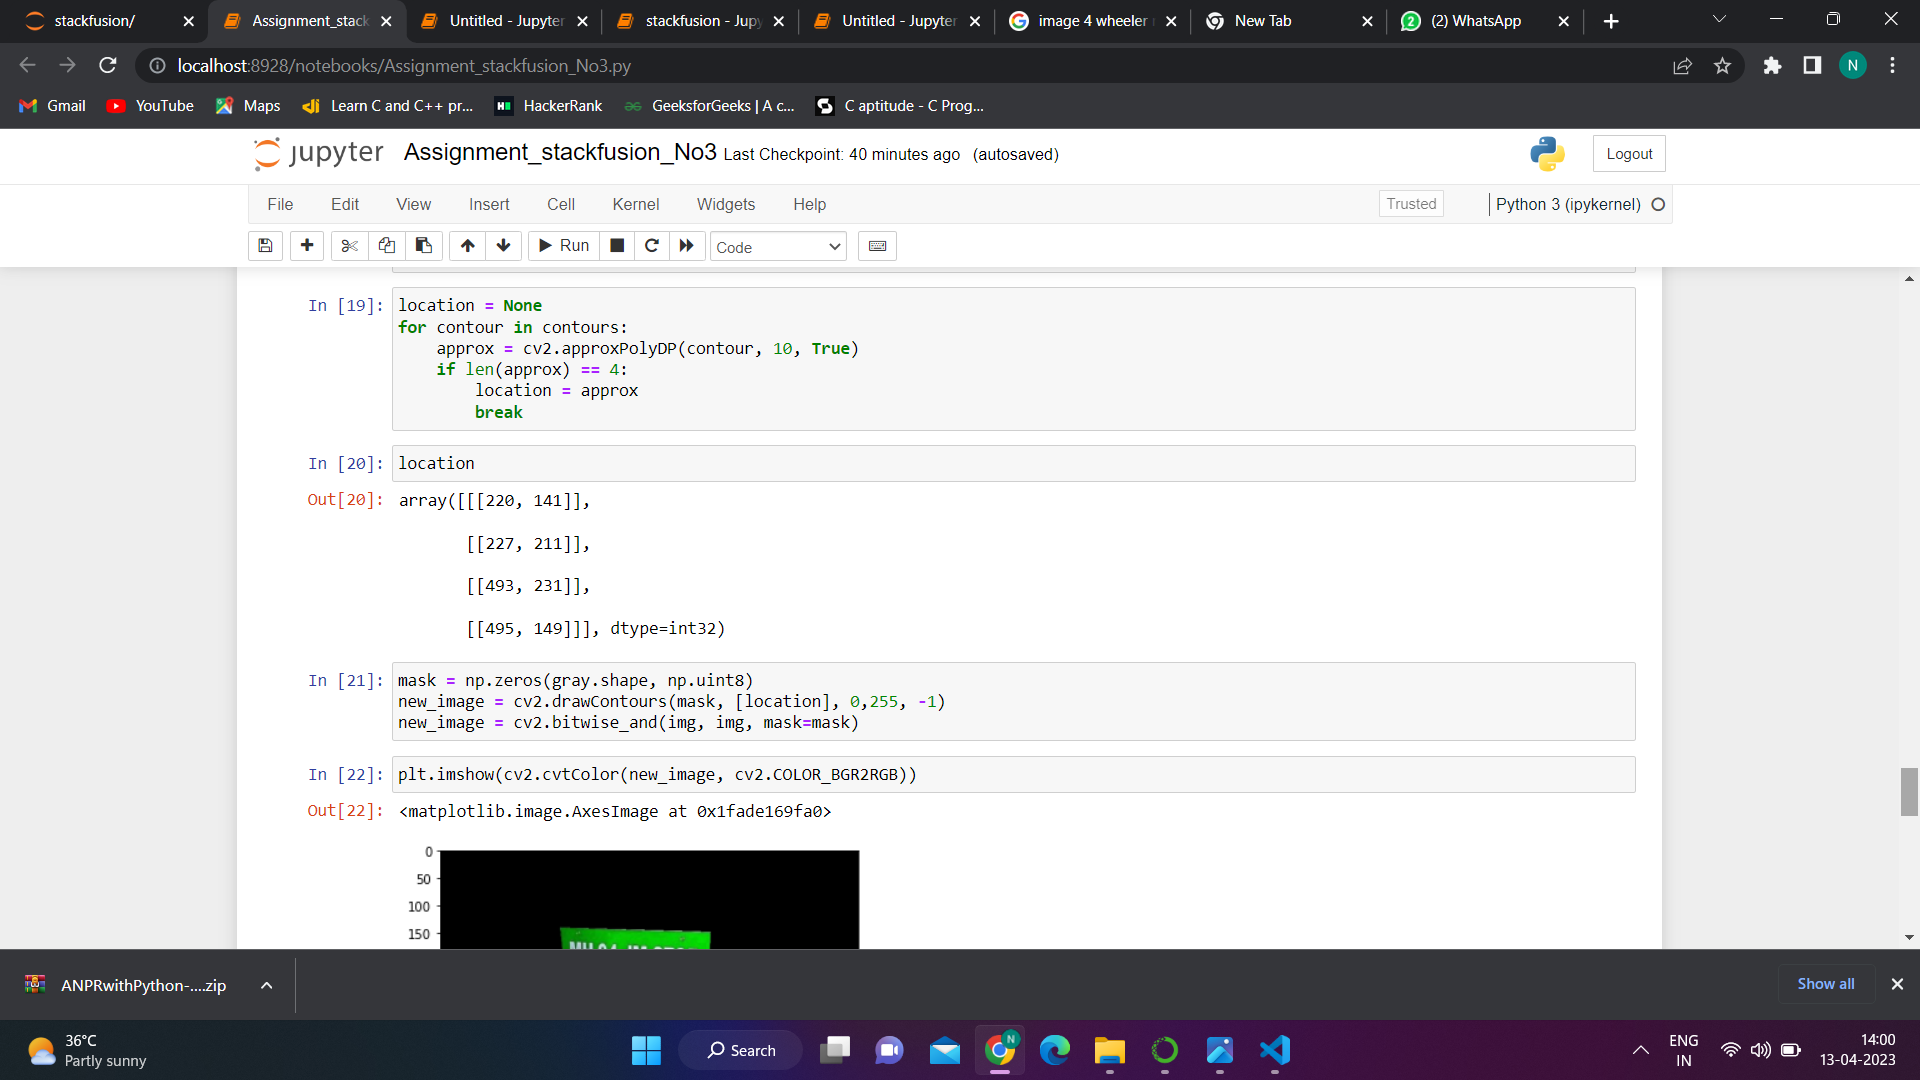 stackfusion/
Assignment_stack
Untitled - Jupyter
stackfusion - Jup
Untitled - Jupyter
image 4 wheeler
New Tab
(2) WhatsApp
localhost:8928/notebooks/Assignment_stackfusion_No3.py
N
Gmail
YouTube
Maps
Learn C and C++ pr...
HackerRank
GeeksforGeeks | A c...
C aptitude - C Prog...
jupyter Assignment_stackfusion_No3 Last Checkpoint: 40 minutes ago (autosaved)
Logout
File Edit View Insert Cell Kernel Widgets Help
Trusted
Python 3 (ipykernel)
Run
Code
In [19]: location = None
for contour in contours:
    approx = cv2.approxPolyDP(contour, 10, True)
    if len(approx) == 4:
        location = approx
        break
In [20]: location
Out[20]: array([[[220, 141]],
[[227, 211]],
[[493, 231]],
[[495, 149]]], dtype=int32)
In [21]: mask = np.zeros(gray.shape, np.uint8)
new_image = cv2.drawContours(mask, [location], 0,255, -1)
new_image = cv2.bitwise_and(img, img, mask=mask)
In [22]: plt.imshow(cv2.cvtColor(new_image, cv2.COLOR_BGR2RGB))
Out[22]: <matplotlib.image.AxesImage at 0x1fade169fa0>
0
50
100
150
ANPRwithPython-....zip
Show all
36°C
Partly sunny
Search
N
ENG
IN
14:00
13-04-2023